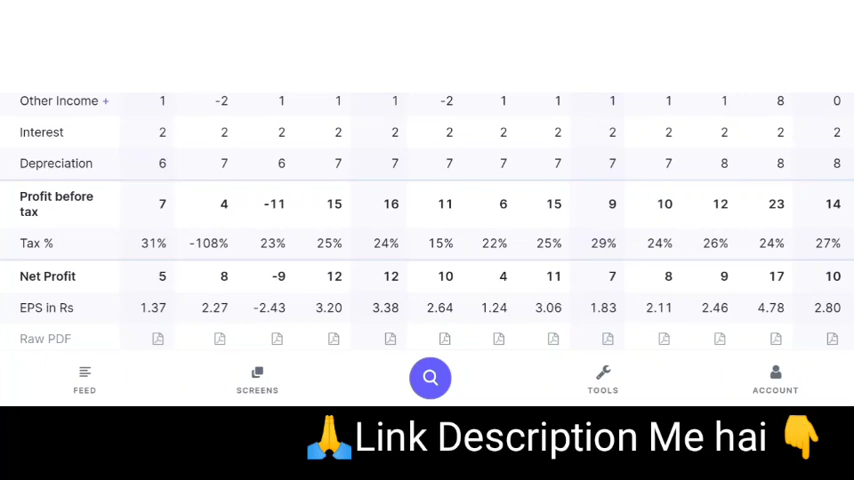 Other Income + 1 -2 1 1 1 -2 1 1 1 1 1 8 0
Interest 2 2 2 2 2 2 2 2 2 2 2 2 2
Depreciation 6 7 6 7 7 7 7 7 7 7 8 8 8
Profit before tax 7 4 -11 15 16 11 6 15 9 10 12 23 14
Tax % 31% -108% 23% 25% 24% 15% 22% 25% 29% 24% 26% 24% 27%
Net Profit 5 8 -9 12 12 10 4 11 7 8 9 17 10
EPS in Rs 1.37 2.27 -2.43 3.20 3.38 2.64 1.24 3.06 1.83 2.11 2.46 4.78 2.80
Raw PDF
FEED SCREENS TOOLS ACCOUNT
🙏Link Description Me hai 👇